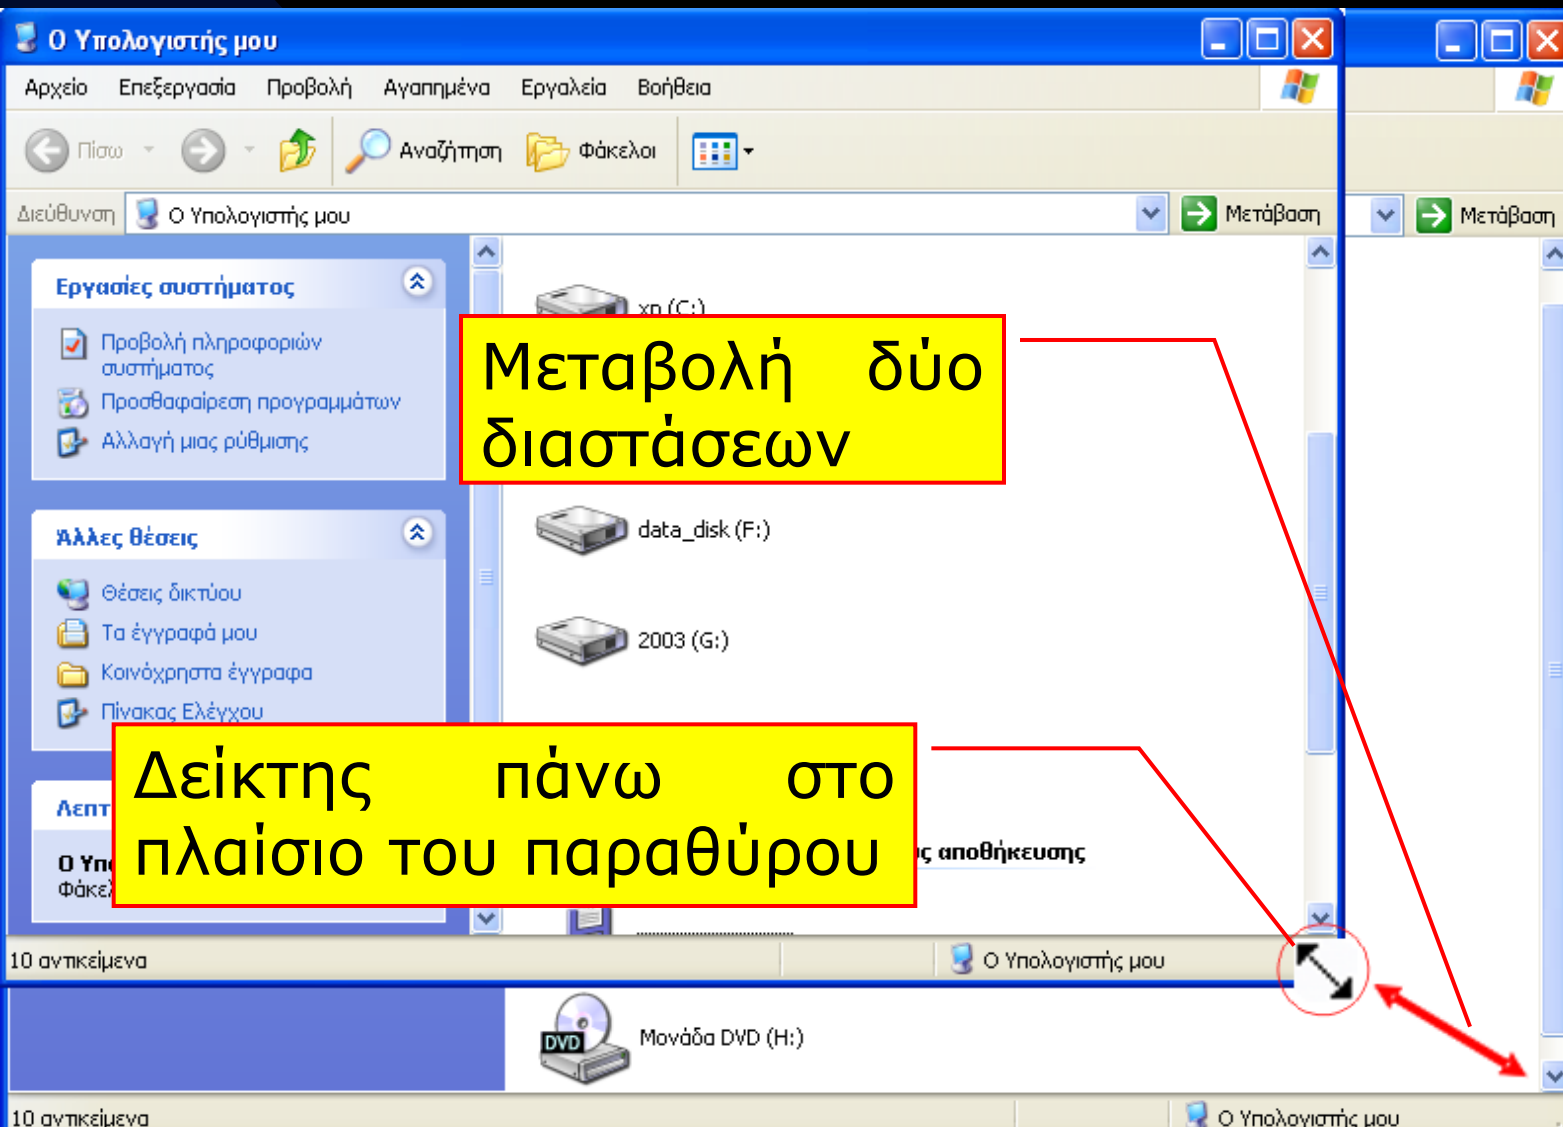 Ο Υπολογιστής μου
Αρχείο Επεξεργασία Προβολή Αγαπημένα Εργαλεία Βοήθεια
Πίσω Αναζήτηση Φάκελοι
Διεύθυνση Ο Υπολογιστής μου Μετάβαση Μετάβαση
Εργασίες συστήματος
Προβολή πληροφοριών
συστήματος
Προσθαφαίρεση προγραμμάτων
Αλλαγή μιας ρύθμισης
Άλλες θέσεις
Θέσεις δικτύου
Τα έγγραφά μου
Κοινόχρηστα έγγραφα
Πίνακας Ελέγχου
xp (C:)
Μεταβολή δύο
διαστάσεων
data_disk (F:)
2003 (G:)
Δείκτης πάνω στο
πλαίσιο του παραθύρου
αποθήκευσης
10 αντικείμενα Ο Υπολογιστής μου
DVD Μονάδα DVD (H:)
10 αντικείμενα Ο Υπολογιστής μου